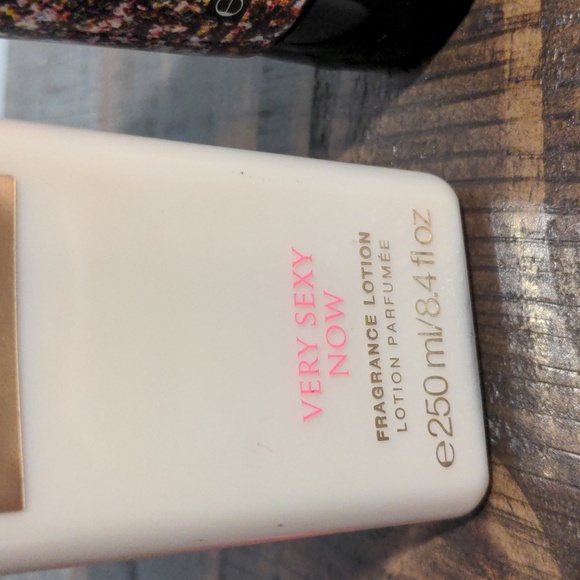 VERY SEXY
NOW
FRAGRANCE LOTION
LOTION PARFUMÉE
℮250 ml/8.4 fl oz